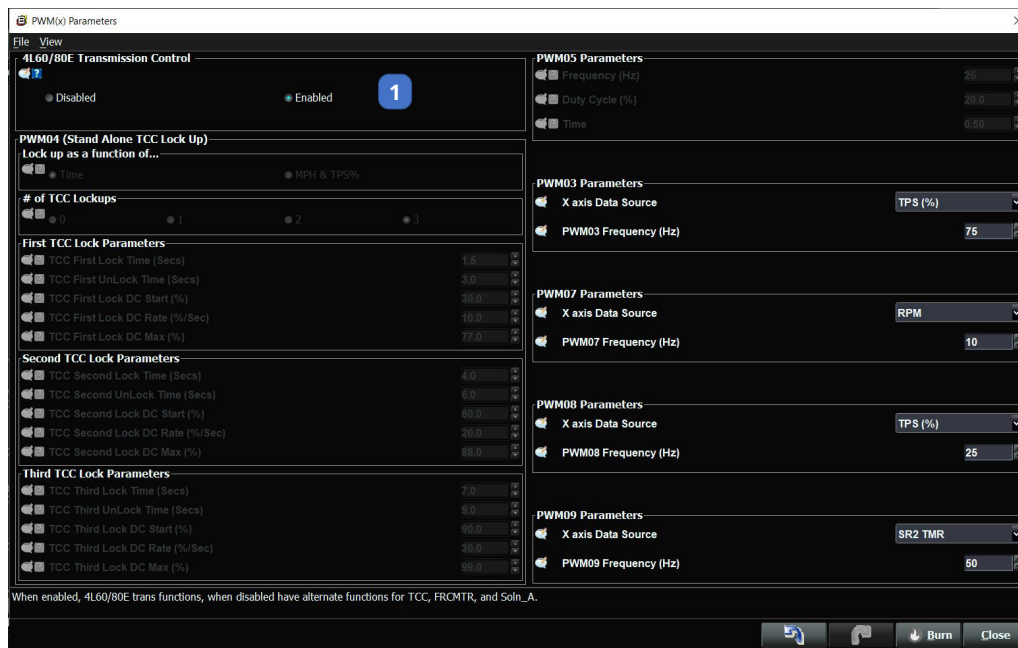 PWM(x) Parameters
File View
4L60/80E Transmission Control
?
Disabled
Enabled
1
PWM04 (Stand Alone TCC Lock Up)
Lock up as a function of...
Time
MPH & TPS%
# of TCC Lockups
0
1
2
3
First TCC Lock Parameters
TCC First Lock Time (Secs) 1.5
TCC First UnLock Time (Secs) 3.0
TCC First Lock DC Start (%) 30.0
TCC First Lock DC Rate (%/Sec) 10.0
TCC First Lock DC Max (%) 77.0
Second TCC Lock Parameters
TCC Second Lock Time (Secs) 4.0
TCC Second UnLock Time (Secs) 6.0
TCC Second Lock DC Start (%) 60.0
TCC Second Lock DC Rate (%/Sec) 20.0
TCC Second Lock DC Max (%) 88.0
Third TCC Lock Parameters
TCC Third Lock Time (Secs) 7.0
TCC Third UnLock Time (Secs) 9.0
TCC Third Lock DC Start (%) 90.0
TCC Third Lock DC Rate (%/Sec) 30.0
TCC Third Lock DC Max (%) 99.0
PWM05 Parameters
Frequency (Hz) 25
Duty Cycle (%) 20.0
Time 0.50
PWM03 Parameters
X axis Data Source TPS (%)
PWM03 Frequency (Hz) 75
PWM07 Parameters
X axis Data Source RPM
PWM07 Frequency (Hz) 10
PWM08 Parameters
X axis Data Source TPS (%)
PWM08 Frequency (Hz) 25
PWM09 Parameters
X axis Data Source SR2 TMR
PWM09 Frequency (Hz) 50
When enabled, 4L60/80E trans functions, when disabled have alternate functions for TCC, FRCMTR, and Soln_A.
Burn
Close